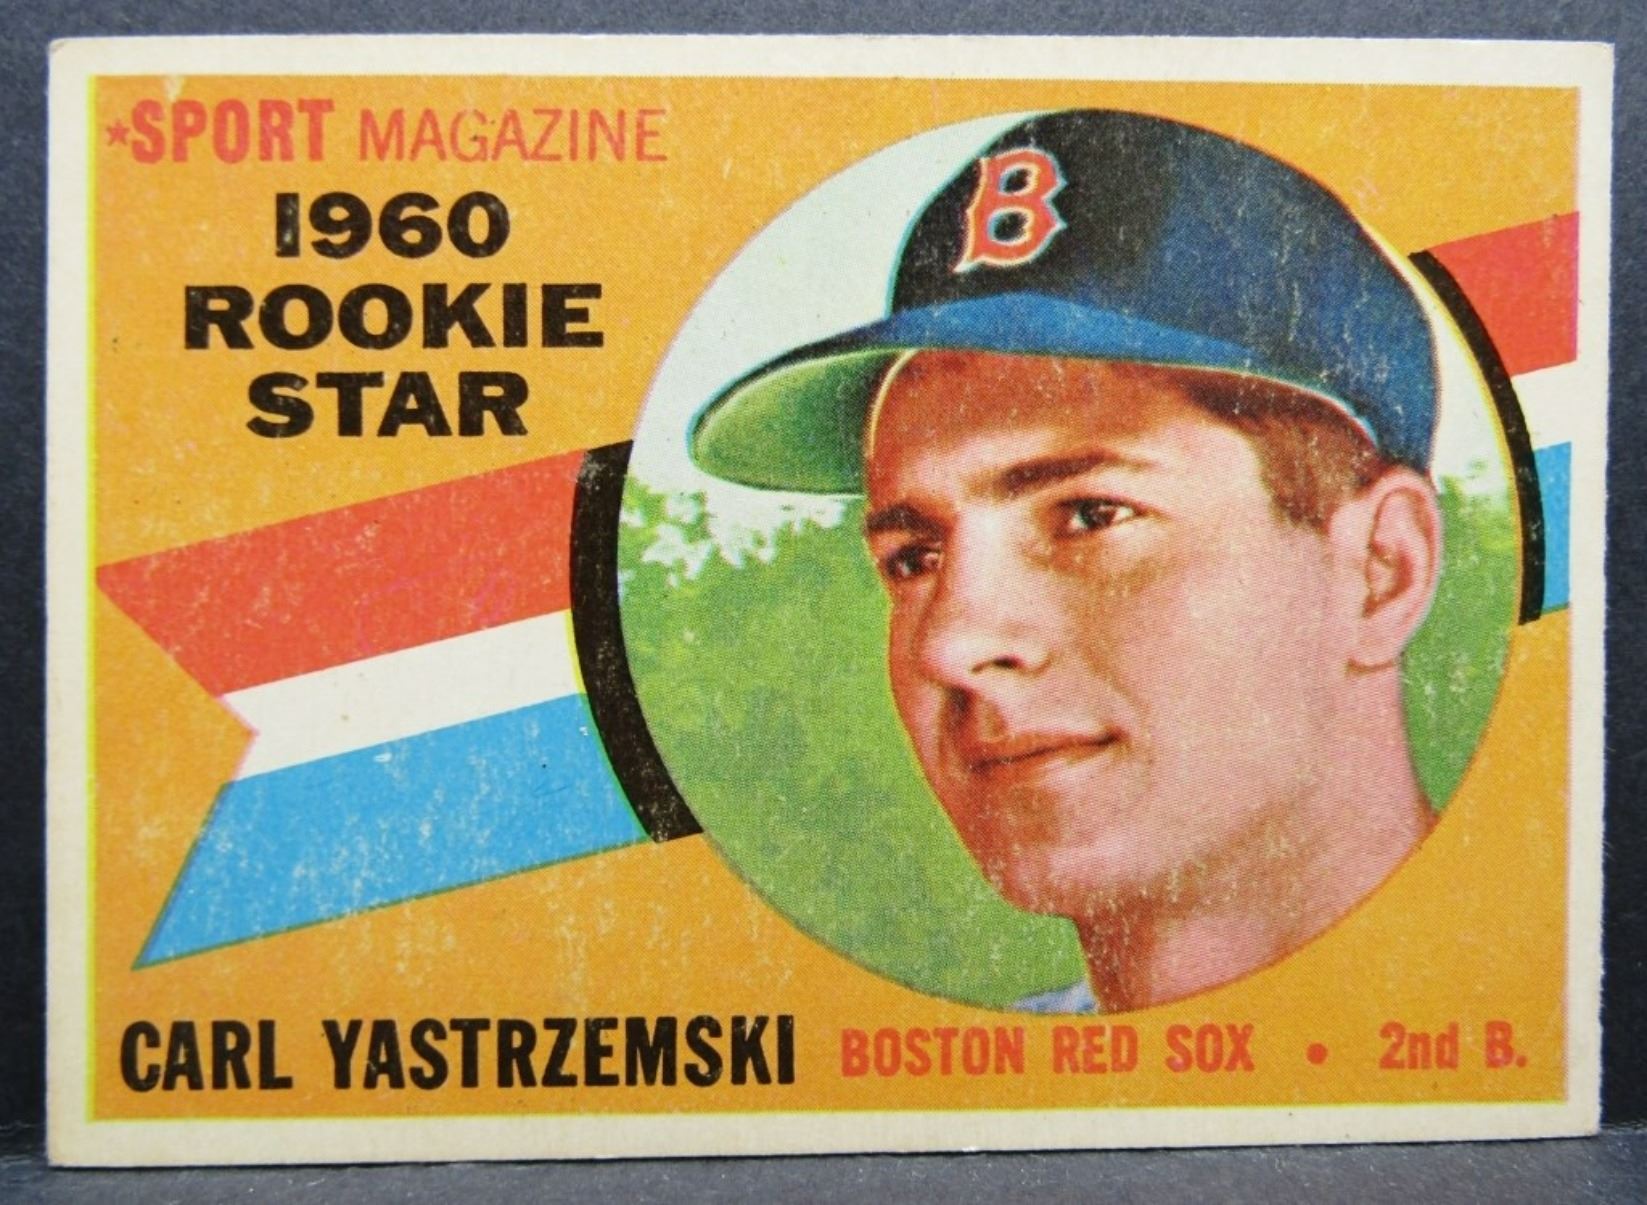 ★SPORT MAGAZINE
1960
ROOKIE
STAR
B
CARL YASTRZEMSKI BOSTON RED SOX • 2nd B.